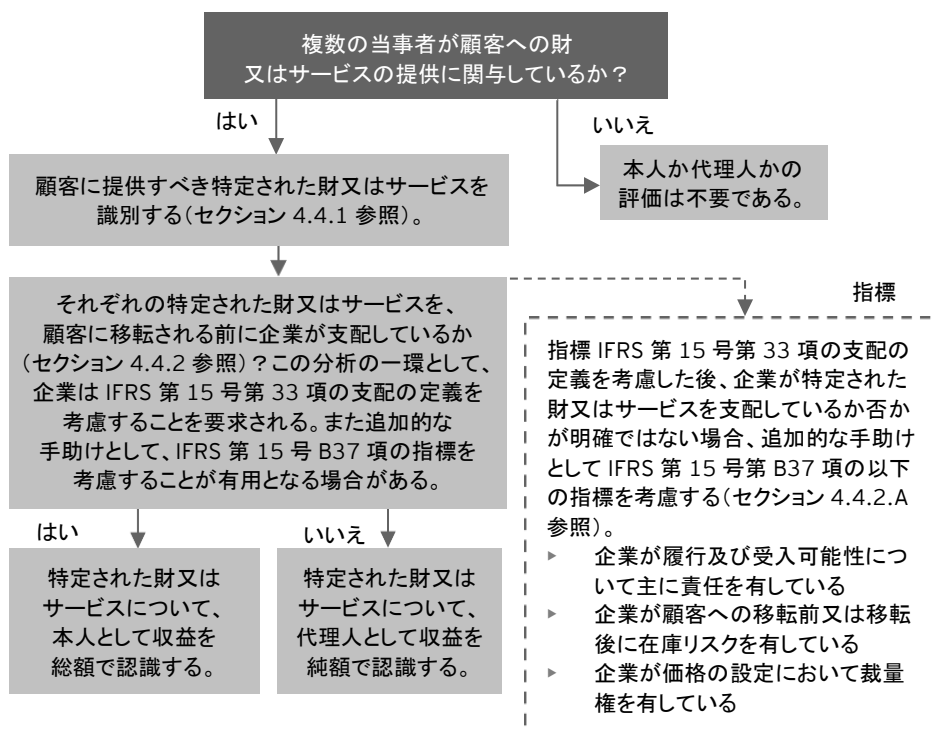 複数の当事者が顧客への財
又はサービスの提供に関与しているか？
はい
いいえ
顧客に提供すべき特定された財又はサービスを
識別する（セクション 4.4.1 参照）。
本人か代理人かの
評価は不要である。
それぞれの特定された財又はサービスを、
顧客に移転される前に企業が支配しているか
（セクション 4.4.2 参照）？この分析の一環として、
企業は IFRS 第 15 号第 33 項の支配の定義を
考慮することを要求される。また追加的な
手助けとして、IFRS 第 15 号 B37 項の指標を
考慮することが有用となる場合がある。
はい
いいえ
特定された財又は
サービスについて、
本人として収益を
総額で認識する。
特定された財又は
サービスについて、
代理人として収益を
純額で認識する。
指標
指標 IFRS 第 15 号第 33 項の支配の
定義を考慮した後、企業が特定された
財又はサービスを支配しているか否か
が明確ではない場合、追加的な手助け
として IFRS 第 15 号第 B37 項の以下
の指標を考慮する（セクション 4.4.2.A
参照）。
▶ 企業が履行及び受入可能性につ
いて主に責任を有している
▶ 企業が顧客への移転前又は移転
後に在庫リスクを有している
▶ 企業が価格の設定において裁量
権を有している